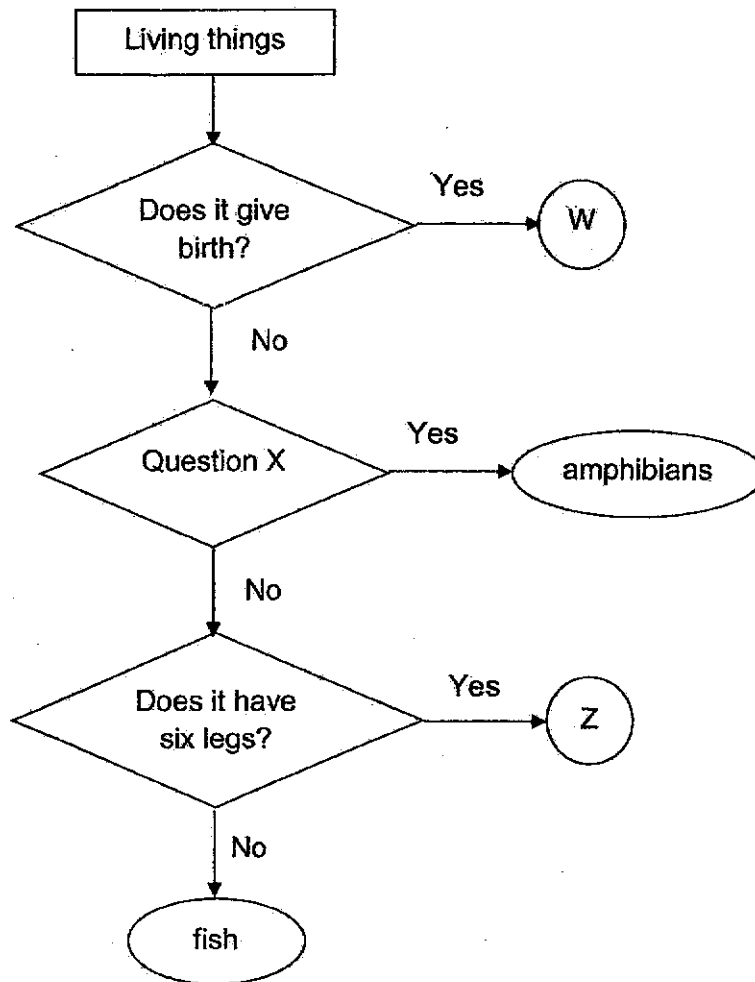 Living things
Does it give
birth?
Yes
W
No
Question X
Yes
amphibians
No
Does it have
six legs?
Yes
Z
No
fish